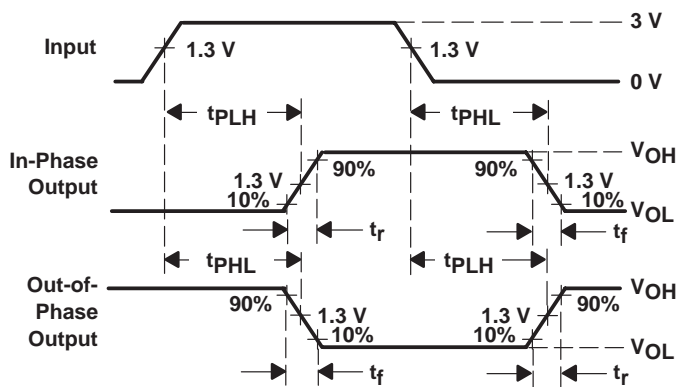 3 V
Input
1.3 V
1.3 V
0 V
tPLH
tPHL
In-Phase
Output
90%
90%
VOH
1.3 V
1.3 V
10%
10%
VOL
tr
tf
tPHL
tPLH
Out-of-
Phase
Output
90%
90%
VOH
1.3 V
1.3 V
10%
10%
VOL
tf
tr